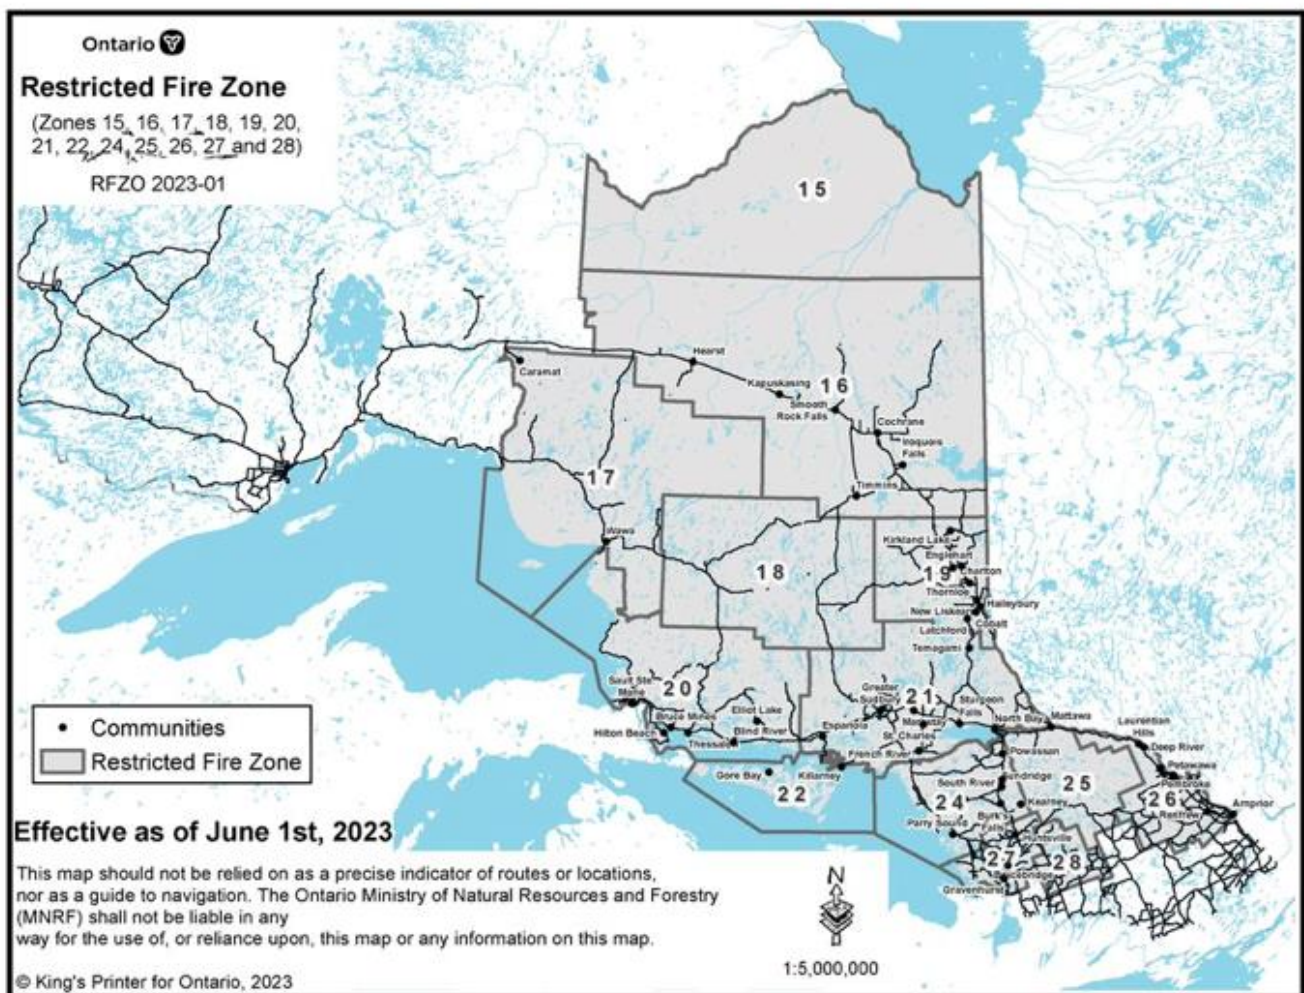 Ontario
Restricted Fire Zone
(Zones 15, 16, 17, 18, 19, 20,
21, 22, 24, 25, 26, 27 and 28)
RFZO 2023-01
15
Hearst
Caramat
Kapuskasing
16
Smooth
Rock Falls
Cochrane
Iroquois
Falls
17
Timmins
Wawa
Kirkland Lake
Englehart
18
19
Charlton
Thornloe
Haileybury
New Liskeard
Cobalt
Latchford
Temagami
Sault Ste.
Marie
20
Greater
Sudbury
21
Sturgeon
Falls
Elliot Lake
Bruce Mines
Markstay
North Bay
Mattawa
Hilton Beach
Blind River
Espanola
St. Charles
Laurentian
Hills
Thessalon
French River
Powassan
Deep River
Gore Bay
Killarney
Petawawa
22
South River
Sundridge
25
Pembroke
24
Kearney
26
Arnprior
Parry Sound
Burk's
Falls
Renfrew
Huntsville
27
28
Bracebridge
Gravenhurst
Communities
Restricted Fire Zone
Effective as of June 1st, 2023
This map should not be relied on as a precise indicator of routes or locations,
nor as a guide to navigation. The Ontario Ministry of Natural Resources and Forestry
(MNRF) shall not be liable in any
way for the use of, or reliance upon, this map or any information on this map.
N
1:5,000,000
© King's Printer for Ontario, 2023